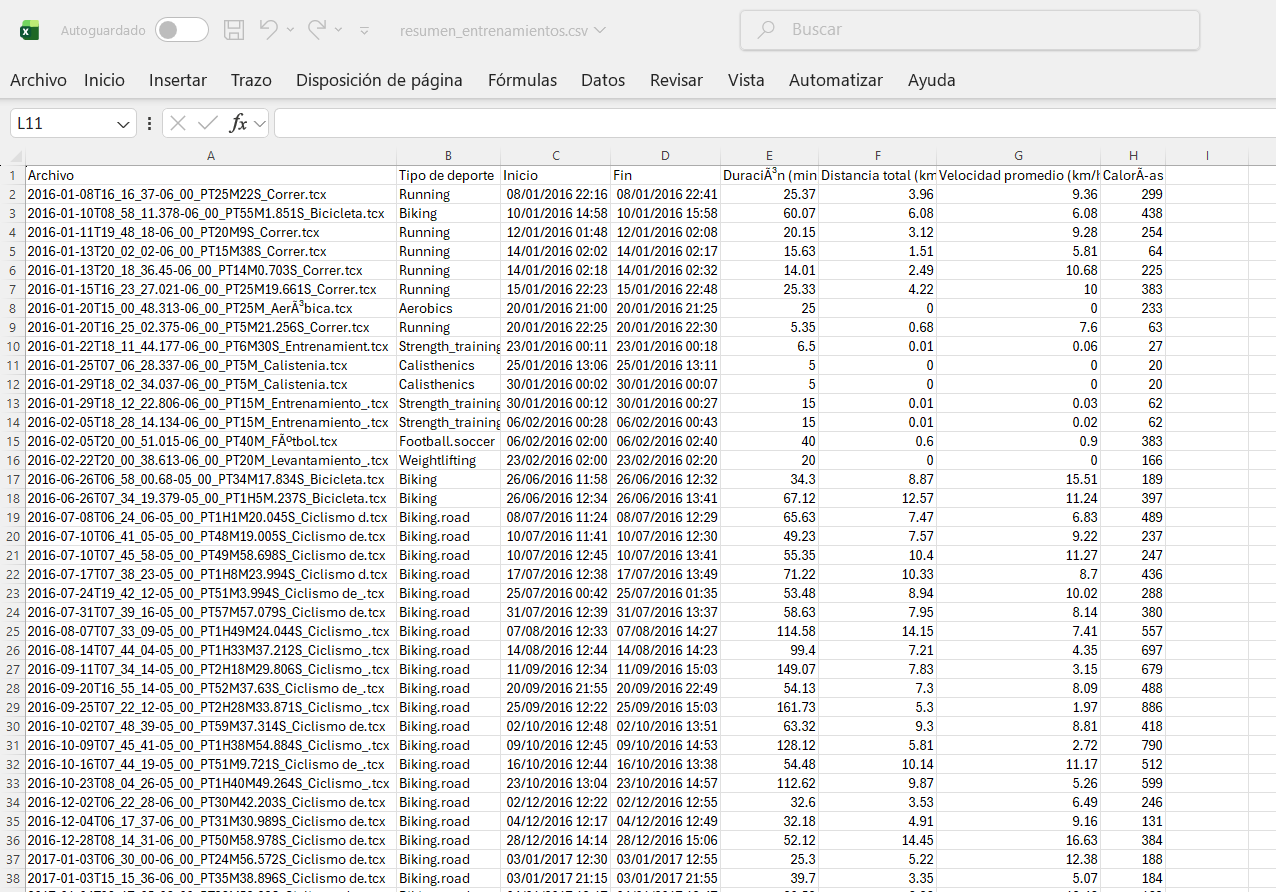 Autoguardado resumen_entrenamientos.csv Buscar
Archivo Inicio Insertar Trazo Disposición de página Fórmulas Datos Revisar Vista Automatizar Ayuda
L11 fx
A B C D E F G H I
1 Archivo Tipo de deporte Inicio Fin DuraciÃ³n (min Distancia total (km Velocidad promedio (km/h CalorÃ-as
2 2016-01-08T16_16_37-06_00_PT25M22S_Correr.tcx Running 08/01/2016 22:16 08/01/2016 22:41 25.37 3.96 9.36 299
3 2016-01-10T08_58_11.378-06_00_PT55M1.851S_Bicicleta.tcx Biking 10/01/2016 14:58 10/01/2016 15:58 60.07 6.08 6.08 438
4 2016-01-11T19_48_18-06_00_PT20M9S_Correr.tcx Running 12/01/2016 01:48 12/01/2016 02:08 20.15 3.12 9.28 254
5 2016-01-13T20_02_02-06_00_PT15M38S_Correr.tcx Running 14/01/2016 02:02 14/01/2016 02:17 15.63 1.51 5.81 64
6 2016-01-13T20_18_36.45-06_00_PT14M0.703S_Correr.tcx Running 14/01/2016 02:18 14/01/2016 02:32 14.01 2.49 10.68 225
7 2016-01-15T16_23_27.021-06_00_PT25M19.661S_Correr.tcx Running 15/01/2016 22:23 15/01/2016 22:48 25.33 4.22 10 383
8 2016-01-20T15_00_48.313-06_00_PT25M_AerÃ³bica.tcx Aerobics 20/01/2016 21:00 20/01/2016 21:25 25 0 0 233
9 2016-01-20T16_25_02.375-06_00_PT5M21.256S_Correr.tcx Running 20/01/2016 22:25 20/01/2016 22:30 5.35 0.68 7.6 63
10 2016-01-22T18_11_44.177-06_00_PT6M30S_Entrenamient.tcx Strength_training 23/01/2016 00:11 23/01/2016 00:18 6.5 0.01 0.06 27
11 2016-01-25T07_06_28.337-06_00_PT5M_Calistenia.tcx Calisthenics 25/01/2016 13:06 25/01/2016 13:11 5 0 0 20
12 2016-01-29T18_02_34.037-06_00_PT5M_Calistenia.tcx Calisthenics 30/01/2016 00:02 30/01/2016 00:07 5 0 0 20
13 2016-01-29T18_12_22.806-06_00_PT15M_Entrenamiento_.tcx Strength_training 30/01/2016 00:12 30/01/2016 00:27 15 0.01 0.03 62
14 2016-02-05T18_28_14.134-06_00_PT15M_Entrenamiento_.tcx Strength_training 06/02/2016 00:28 06/02/2016 00:43 15 0.01 0.02 62
15 2016-02-05T20_00_51.015-06_00_PT40M_FÃºtbol.tcx Football.soccer 06/02/2016 02:00 06/02/2016 02:40 40 0.6 0.9 383
16 2016-02-22T20_00_38.613-06_00_PT20M_Levantamiento_.tcx Weightlifting 23/02/2016 02:00 23/02/2016 02:20 20 0 0 166
17 2016-06-26T06_58_00.68-05_00_PT34M17.834S_Bicicleta.tcx Biking 26/06/2016 11:58 26/06/2016 12:32 34.3 8.87 15.51 189
18 2016-06-26T07_34_19.379-05_00_PT1H5M.237S_Bicicleta.tcx Biking 26/06/2016 12:34 26/06/2016 13:41 67.12 12.57 11.24 397
19 2016-07-08T06_24_06-05_00_PT1H1M20.045S_Ciclismo d.tcx Biking.road 08/07/2016 11:24 08/07/2016 12:29 65.63 7.47 6.83 489
20 2016-07-10T06_41_05-05_00_PT48M19.005S_Ciclismo de.tcx Biking.road 10/07/2016 11:41 10/07/2016 12:30 49.23 7.57 9.22 237
21 2016-07-10T07_45_58-05_00_PT49M58.698S_Ciclismo de.tcx Biking.road 10/07/2016 12:45 10/07/2016 13:41 55.35 10.4 11.27 247
22 2016-07-17T07_38_23-05_00_PT1H8M23.994S_Ciclismo d.tcx Biking.road 17/07/2016 12:38 17/07/2016 13:49 71.22 10.33 8.7 436
23 2016-07-24T19_42_12-05_00_PT51M3.994S_Ciclismo de_.tcx Biking.road 25/07/2016 00:42 25/07/2016 01:35 53.48 8.94 10.02 288
24 2016-07-31T07_39_16-05_00_PT57M57.079S_Ciclismo de.tcx Biking.road 31/07/2016 12:39 31/07/2016 13:37 58.63 7.95 8.14 380
25 2016-08-07T07_33_09-05_00_PT1H49M24.044S_Ciclismo_.tcx Biking.road 07/08/2016 12:33 07/08/2016 14:27 114.58 14.15 7.41 557
26 2016-08-14T07_44_04-05_00_PT1H33M37.212S_Ciclismo_.tcx Biking.road 14/08/2016 12:44 14/08/2016 14:23 99.4 7.21 4.35 697
27 2016-09-11T07_34_14-05_00_PT2H18M29.806S_Ciclismo_.tcx Biking.road 11/09/2016 12:34 11/09/2016 15:03 149.07 7.83 3.15 679
28 2016-09-20T16_55_14-05_00_PT52M37.63S_Ciclismo de_.tcx Biking.road 20/09/2016 21:55 20/09/2016 22:49 54.13 7.3 8.09 488
29 2016-09-25T07_22_12-05_00_PT2H28M33.871S_Ciclismo_.tcx Biking.road 25/09/2016 12:22 25/09/2016 15:03 161.73 5.3 1.97 886
30 2016-10-02T07_48_39-05_00_PT59M37.314S_Ciclismo de.tcx Biking.road 02/10/2016 12:48 02/10/2016 13:51 63.32 9.3 8.81 418
31 2016-10-09T07_45_41-05_00_PT1H38M54.884S_Ciclismo_.tcx Biking.road 09/10/2016 12:45 09/10/2016 14:53 128.12 5.81 2.72 790
32 2016-10-16T07_44_19-05_00_PT51M9.721S_Ciclismo de_.tcx Biking.road 16/10/2016 12:44 16/10/2016 13:38 54.48 10.14 11.17 512
33 2016-10-23T08_04_26-05_00_PT1H40M49.264S_Ciclismo_.tcx Biking.road 23/10/2016 13:04 23/10/2016 14:57 112.62 9.87 5.26 599
34 2016-12-02T06_22_28-06_00_PT30M42.203S_Ciclismo de.tcx Biking.road 02/12/2016 12:22 02/12/2016 12:55 32.6 3.53 6.49 246
35 2016-12-04T06_17_37-06_00_PT31M30.989S_Ciclismo de.tcx Biking.road 04/12/2016 12:17 04/12/2016 12:49 32.18 4.91 9.16 131
36 2016-12-28T08_14_31-06_00_PT50M58.978S_Ciclismo de.tcx Biking.road 28/12/2016 14:14 28/12/2016 15:06 52.12 14.45 16.63 384
37 2017-01-03T06_30_00-06_00_PT24M56.572S_Ciclismo de.tcx Biking.road 03/01/2017 12:30 03/01/2017 12:55 25.3 5.22 12.38 188
38 2017-01-03T15_15_36-06_00_PT35M38.896S_Ciclismo de.tcx Biking.road 03/01/2017 21:15 03/01/2017 21:55 39.7 3.35 5.07 184